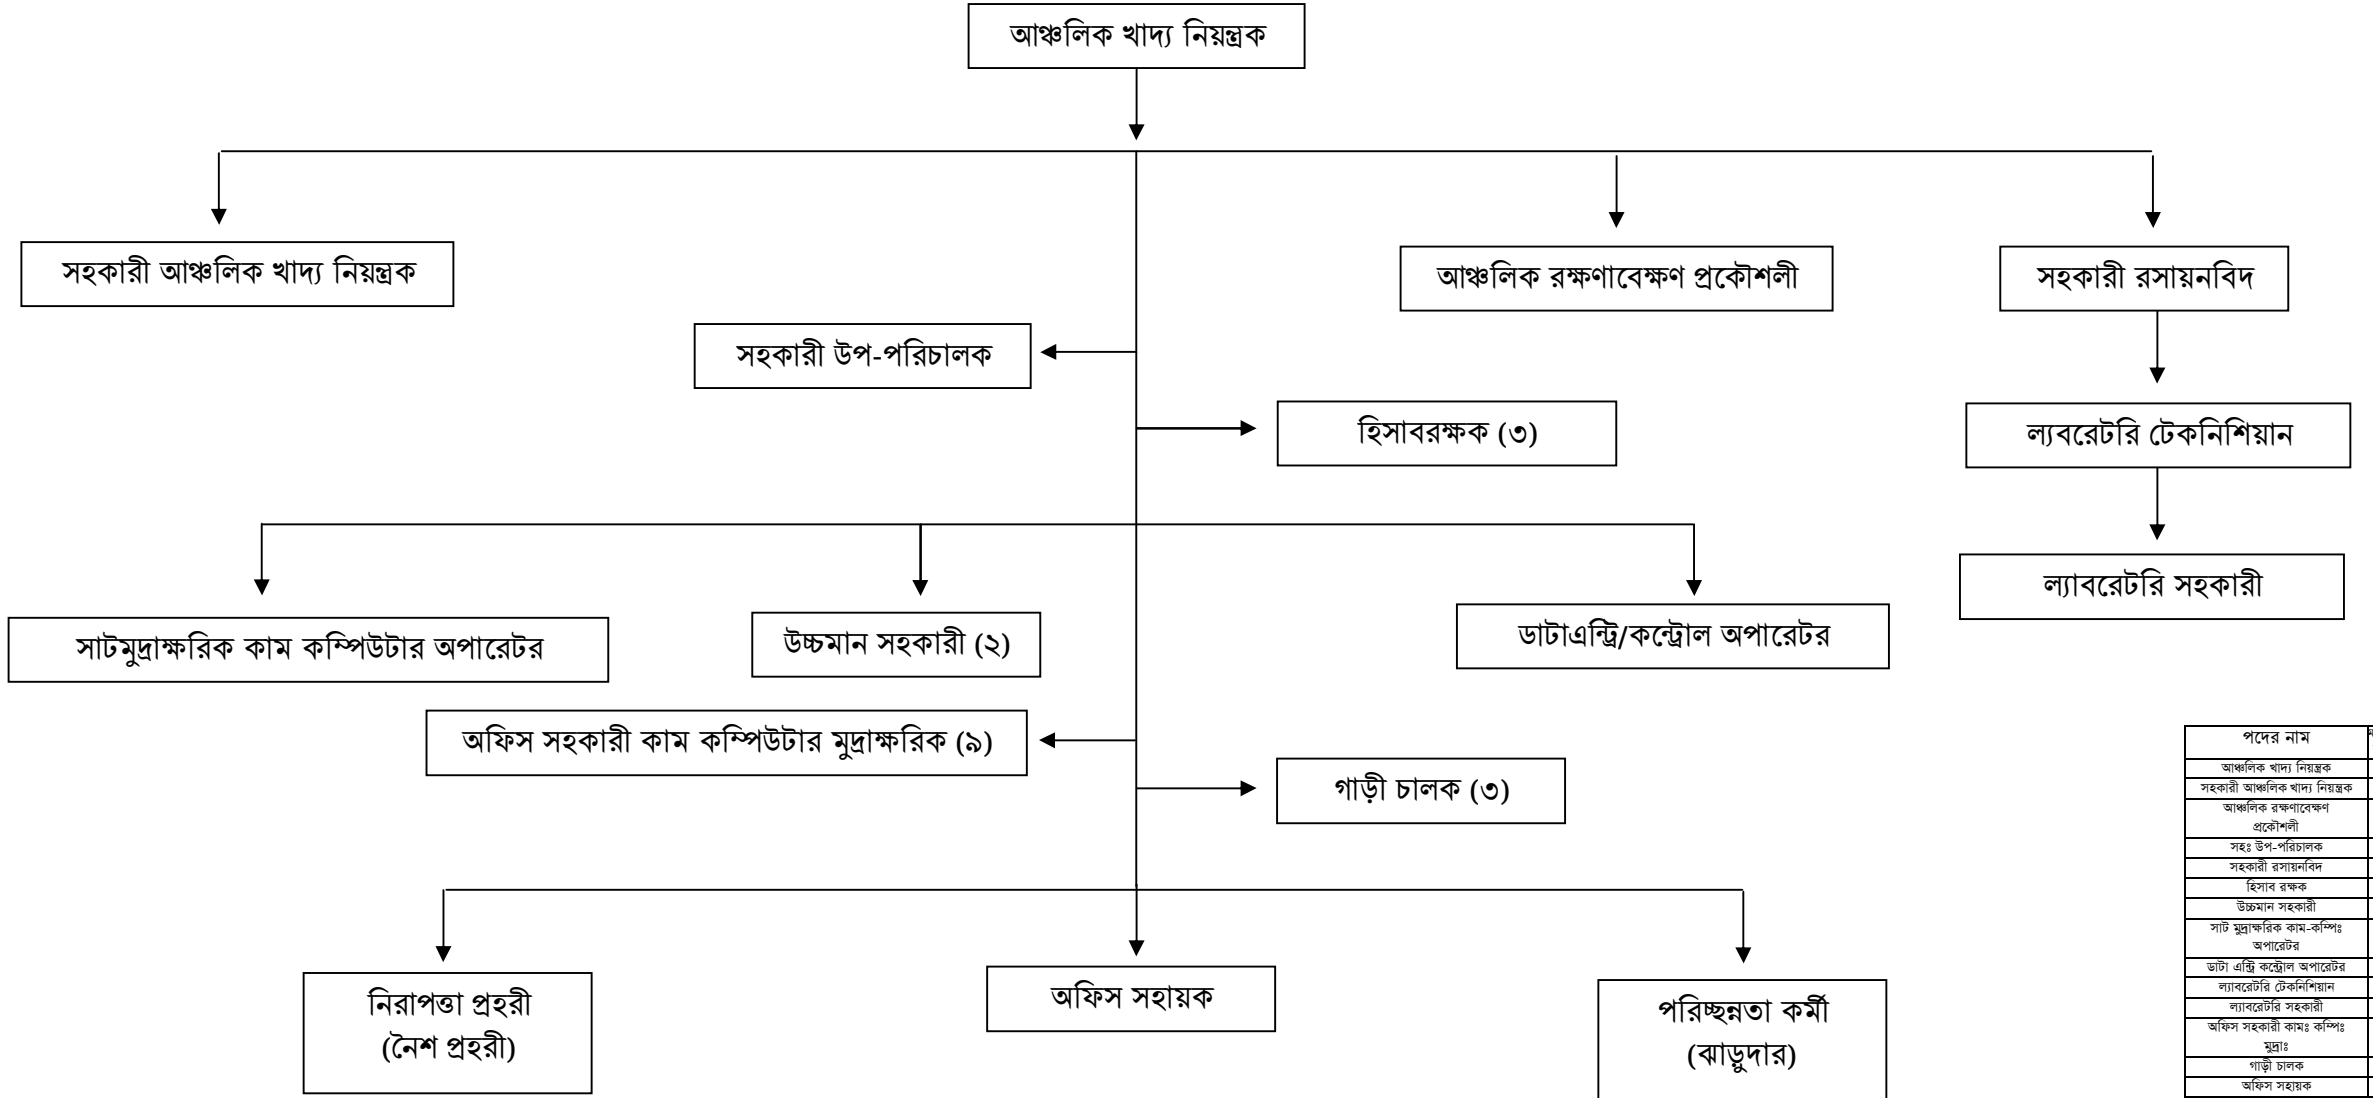 আঞ্চলিক খাদ্য নিয়ন্ত্রক
সহকারী আঞ্চলিক খাদ্য নিয়ন্ত্রক
আঞ্চলিক রক্ষণাবেক্ষণ প্রকৌশলী
সহকারী রসায়নবিদ
সহকারী উপ-পরিচালক
হিসাবরক্ষক (৩)
ল্যবরেটরি টেকনিশিয়ান
ল্যাবরেটরি সহকারী
সাটমুদ্রাক্ষরিক কাম কম্পিউটার অপারেটর
উচ্চমান সহকারী (২)
ডাটাএন্ট্রি/কন্ট্রোল অপারেটর
অফিস সহকারী কাম কম্পিউটার মুদ্রাক্ষরিক (৯)
গাড়ী চালক (৩)
নিরাপত্তা প্রহরী
(নৈশ প্রহরী)
অফিস সহায়ক
পরিচ্ছন্নতা কর্মী
(ঝাড়ুদার)
পদের নাম
আঞ্চলিক খাদ্য নিয়ন্ত্রক
সহকারী আঞ্চলিক খাদ্য নিয়ন্ত্রক
আঞ্চলিক রক্ষণাবেক্ষণ
প্রকৌশলী
সহঃ উপ-পরিচালক
সহকারী রসায়নবিদ
হিসাব রক্ষক
উচ্চমান সহকারী
সাট মুদ্রাক্ষরিক কাম-কম্পিঃ
অপারেটর
ডাটা এন্ট্রি কন্ট্রোল অপারেটর
ল্যাবরেটরি টেকনিশিয়ান
ল্যাবরেটরি সহকারী
অফিস সহকারী কামঃ কম্পিঃ
মুদ্রাঃ
গাড়ী চালক
অফিস সহায়ক